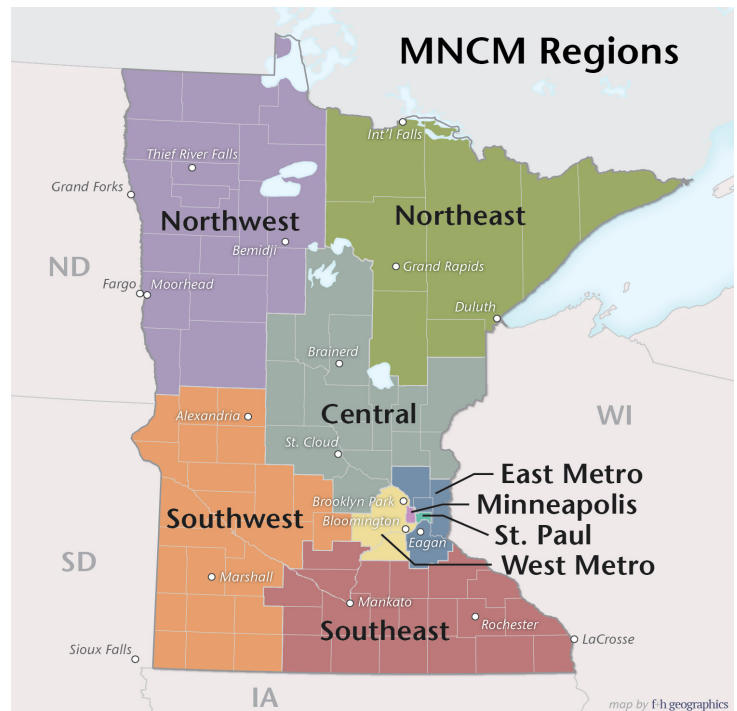 MNCM Regions
Int'l Falls
Thief River Falls
Grand Forks
Northwest
Northeast
Bemidji
ND
Grand Rapids
Fargo
Moorhead
Duluth
Brainerd
Alexandria
Central
WI
St. Cloud
East Metro
Brooklyn Park
Minneapolis
Southwest
Bloomington
St. Paul
Eagan
SD
West Metro
Marshall
Mankato
Southeast
Rochester
LaCrosse
Sioux Falls
IA
map by f+h geographics